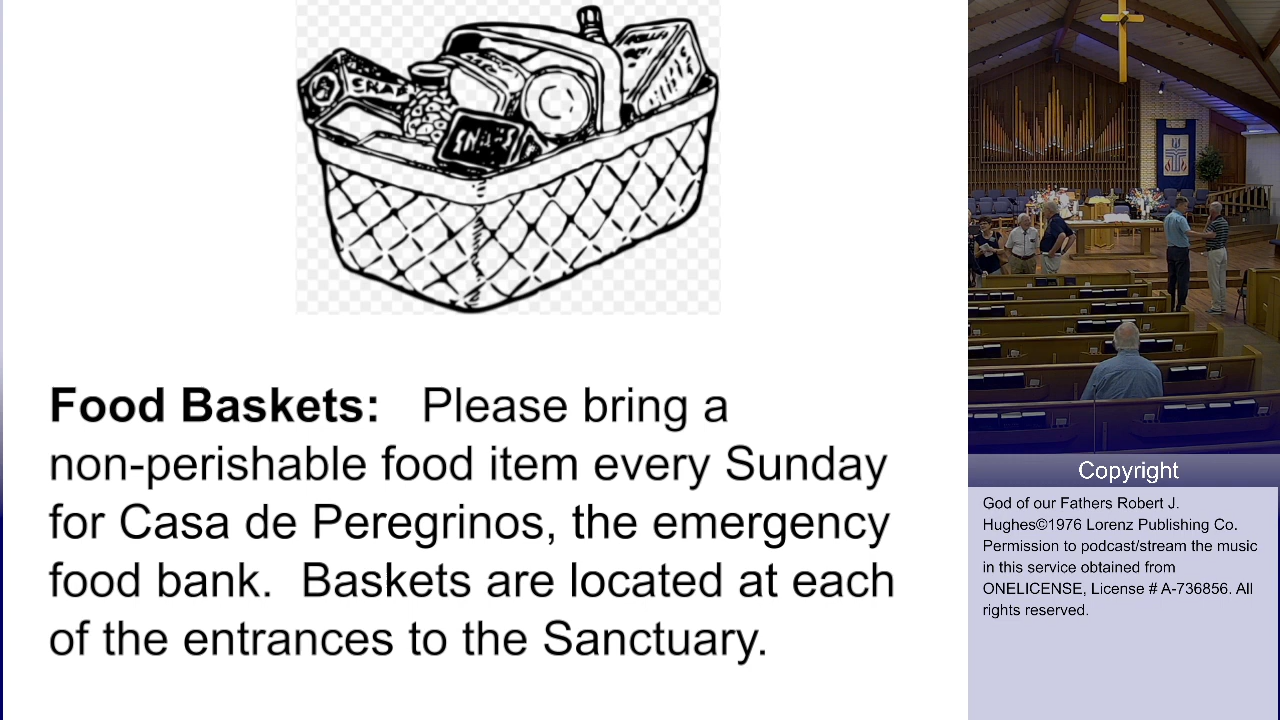 SNAPS
Food Baskets: Please bring a
non-perishable food item every Sunday
for Casa de Peregrinos, the emergency
food bank. Baskets are located at each
of the entrances to the Sanctuary.
Copyright
God of our Fathers Robert J.
Hughes©1976 Lorenz Publishing Co.
Permission to podcast/stream the music
in this service obtained from
ONELICENSE, License # A-736856. All
rights reserved.